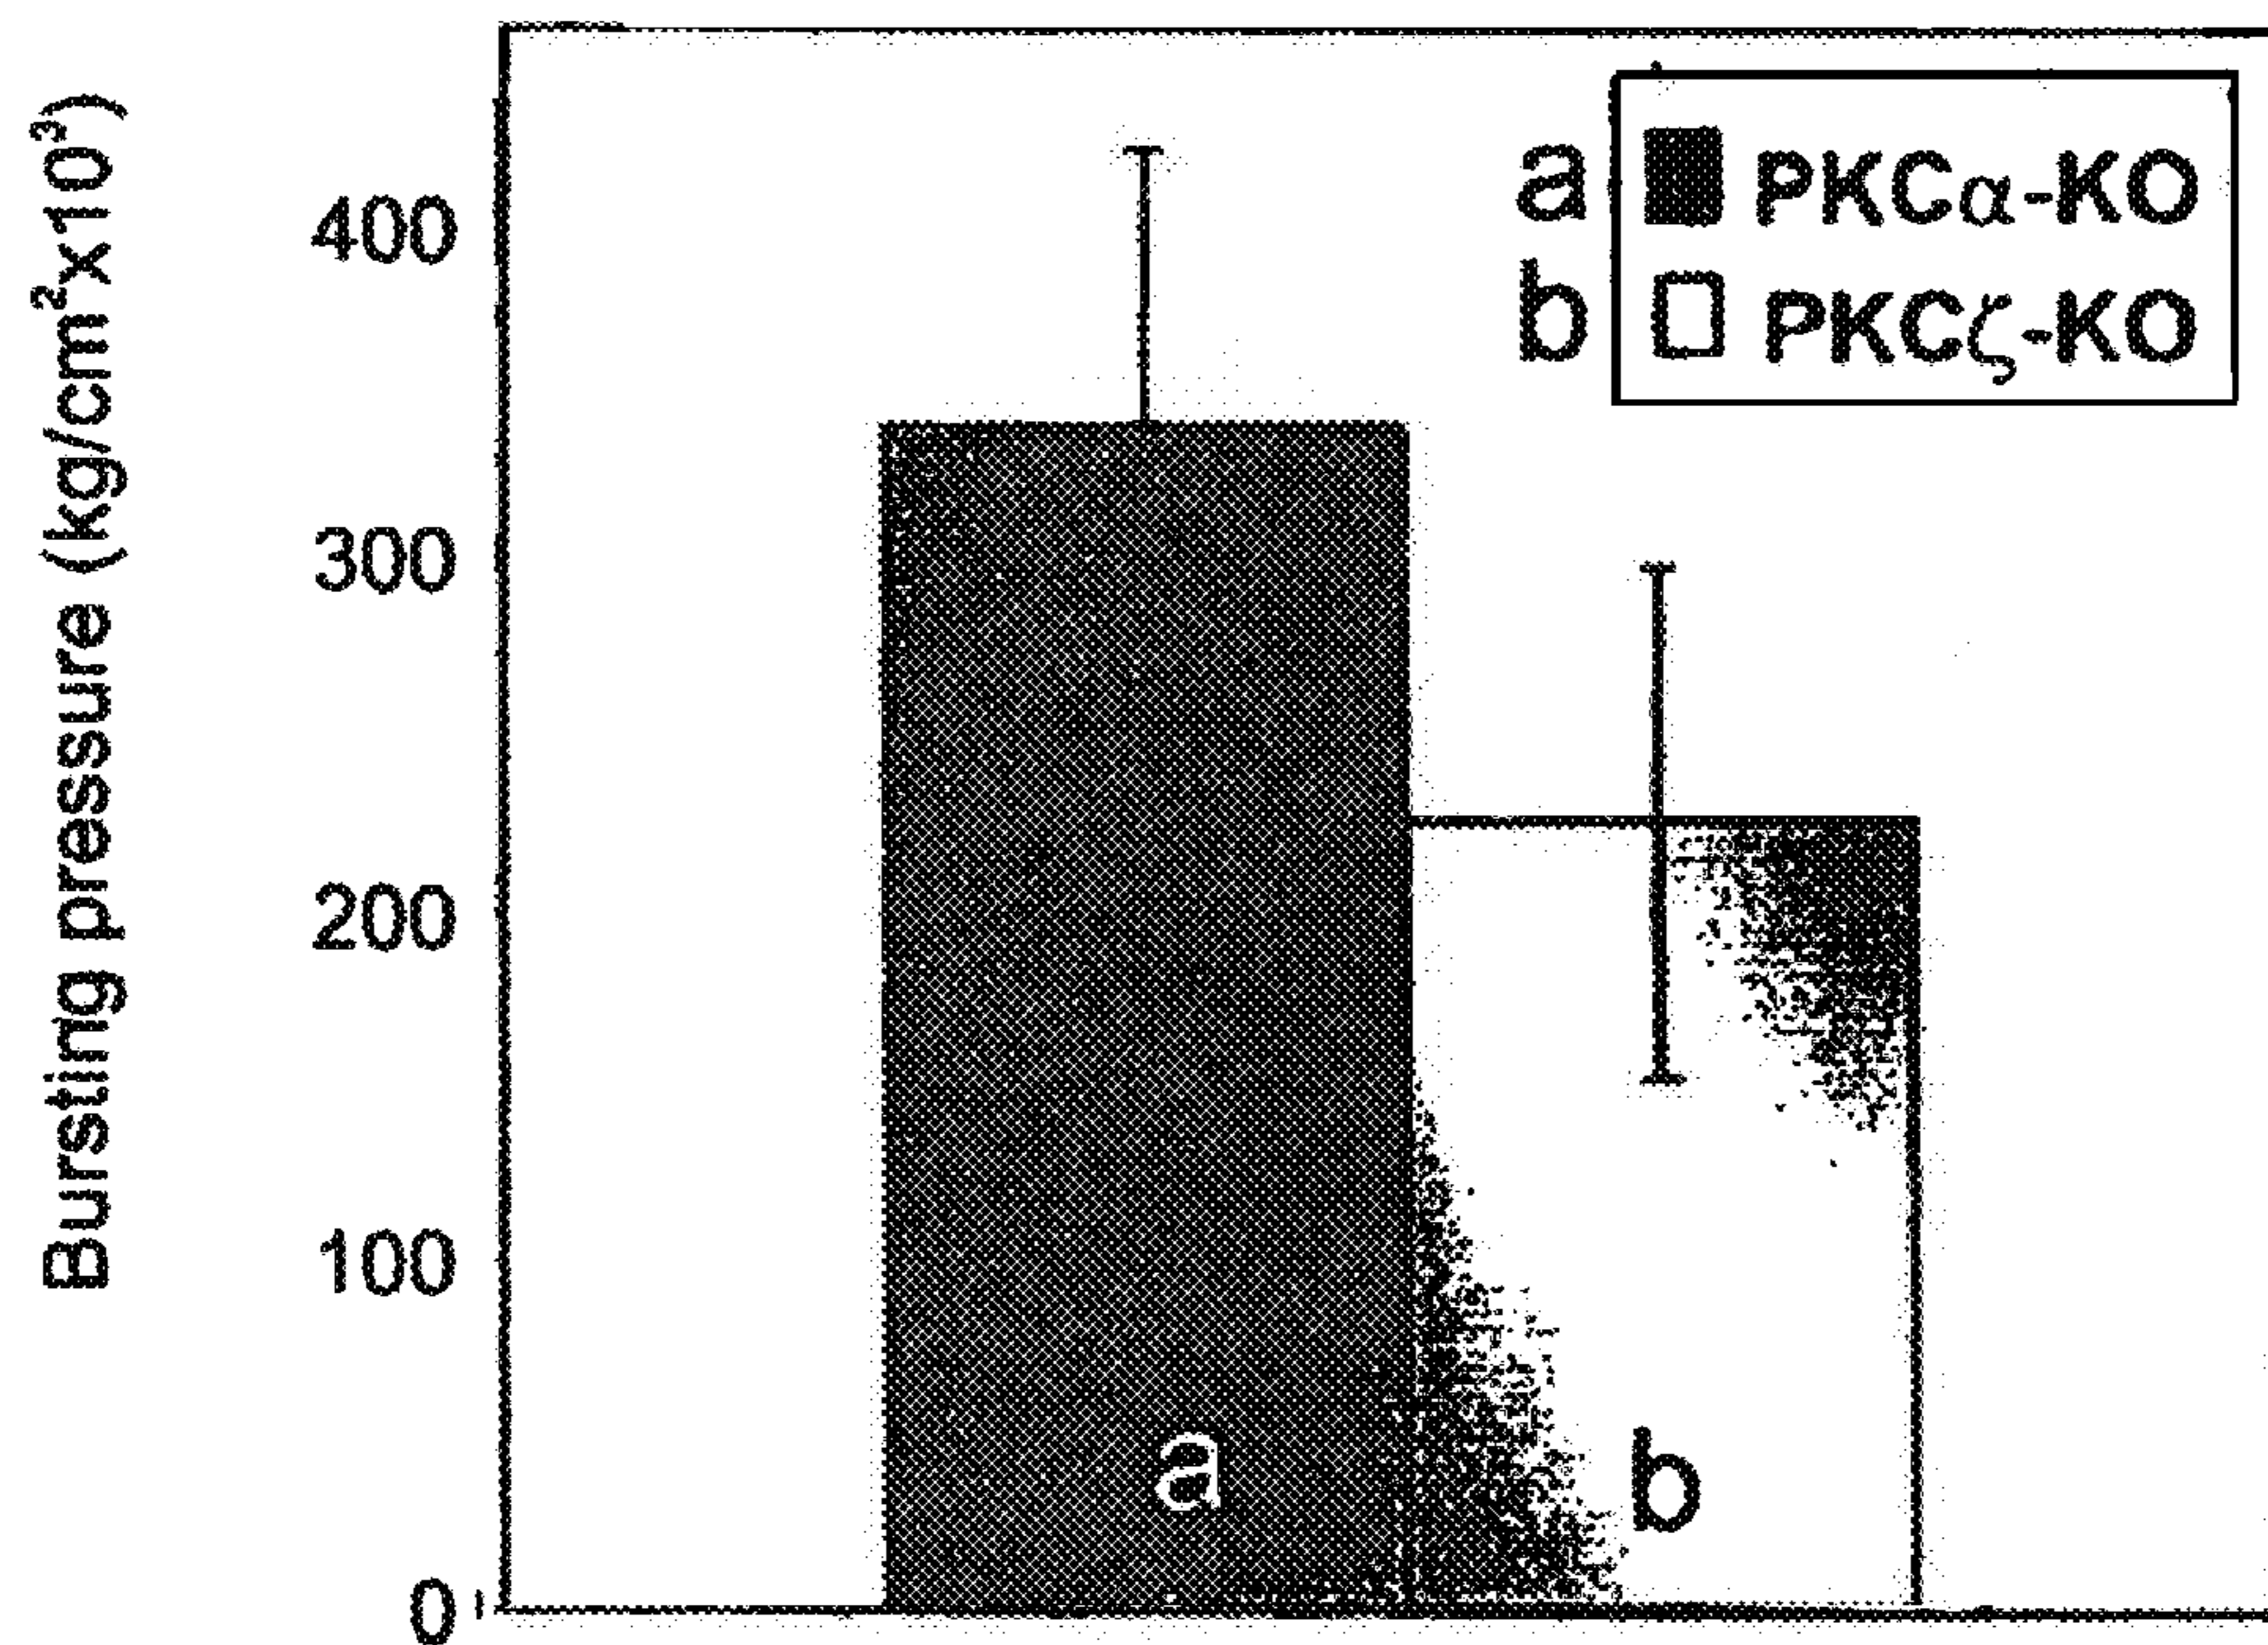 Bursting pressure (kg/cm²x10³)
400
300
200
100
0
a PKCα-KO
b PKCζ-KO
a
b